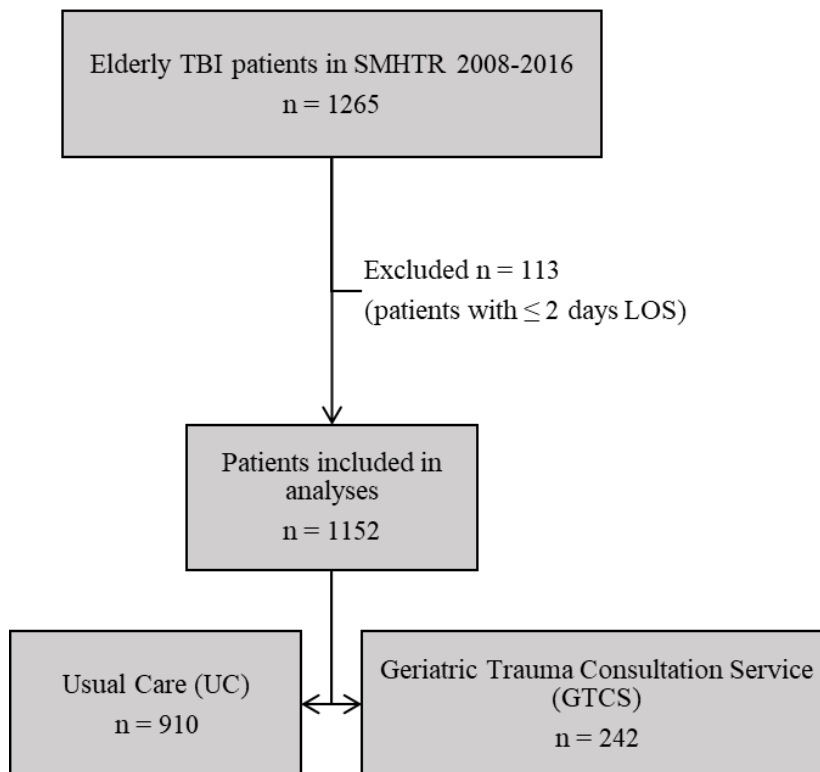 Elderly TBI patients in SMHTR 2008-2016
n = 1265
Excluded n = 113
(patients with ≤ 2 days LOS)
Patients included in
analyses
n = 1152
Usual Care (UC)
n = 910
Geriatric Trauma Consultation Service
(GTCS)
n = 242